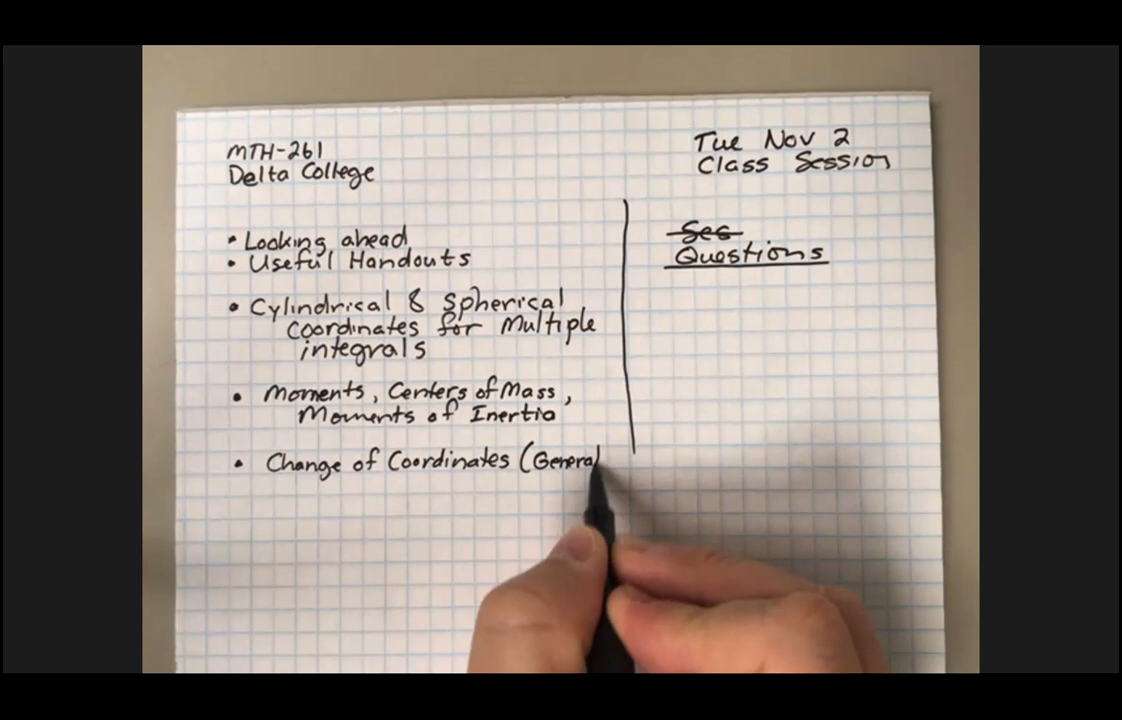 MTH-261
Delta College
Tue Nov 2
Class Session
• Looking ahead
• Useful Handouts
• Cylindrical & Spherical
Coordinates for Multiple
integrals
• Moments, Centers of Mass,
Moments of Inertia
• Change of Coordinates (General
Ses
Questions